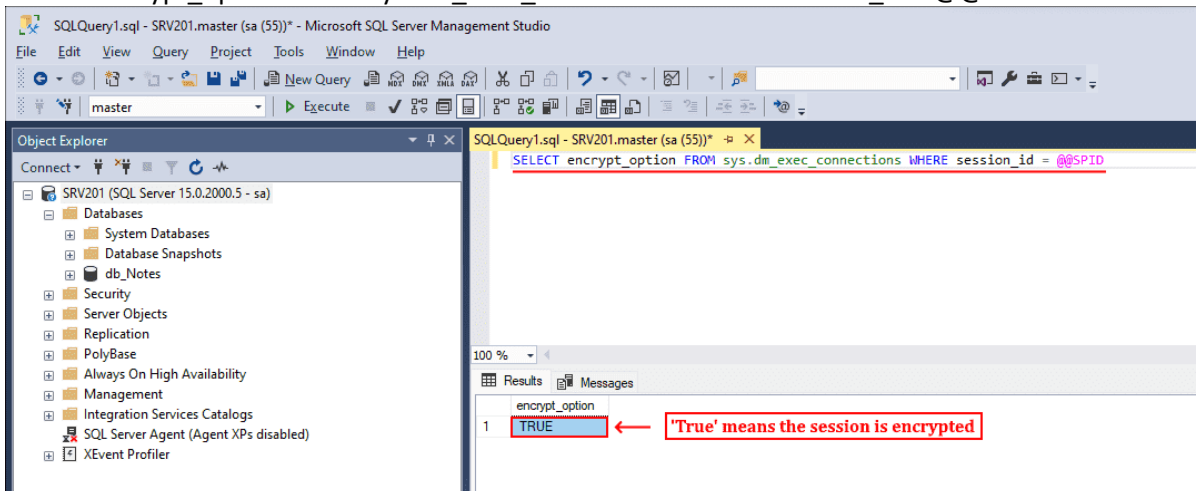 SQLQuery1.sql - SRV201.master (sa (55))* - Microsoft SQL Server Management Studio
File Edit View Query Project Tools Window Help
New Query MDX DMX XMLA DAX
master Execute
Object Explorer
Connect
SRV201 (SQL Server 15.0.2000.5 - sa)
Databases
System Databases
Database Snapshots
db_Notes
Security
Server Objects
Replication
PolyBase
Always On High Availability
Management
Integration Services Catalogs
SQL Server Agent (Agent XPs disabled)
XEvent Profiler
SQLQuery1.sql - SRV201.master (sa (55))*
SELECT encrypt_option FROM sys.dm_exec_connections WHERE session_id = @@SPID
100 %
Results Messages
encrypt_option
1 TRUE 'True' means the session is encrypted